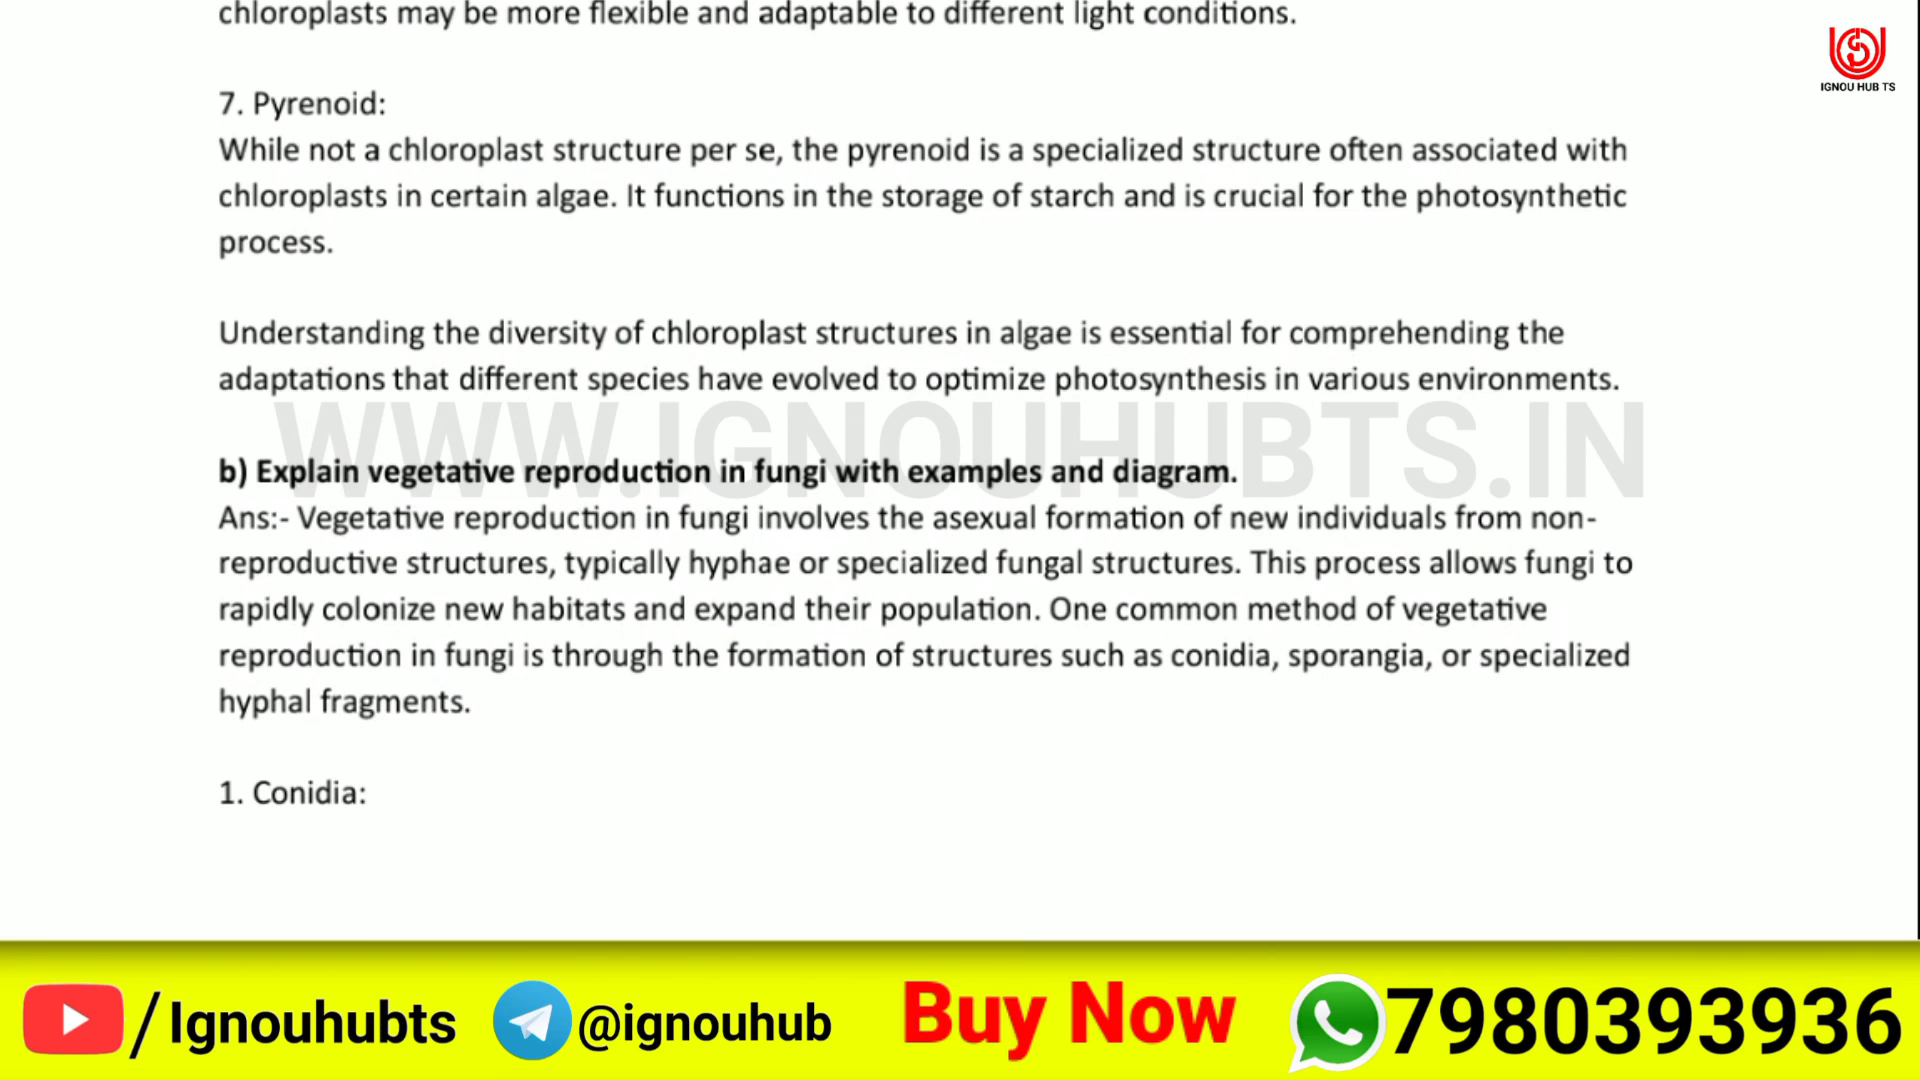 chloroplasts may be more flexible and adaptable to different light conditions.
IGNOU HUB TS
7. Pyrenoid:
While not a chloroplast structure per se, the pyrenoid is a specialized structure often associated with
chloroplasts in certain algae. It functions in the storage of starch and is crucial for the photosynthetic
process.
Understanding the diversity of chloroplast structures in algae is essential for comprehending the
adaptations that different species have evolved to optimize photosynthesis in various environments.
WWW.IGNOUHUBTS.IN
b) Explain vegetative reproduction in fungi with examples and diagram.
Ans:- Vegetative reproduction in fungi involves the asexual formation of new individuals from non-
reproductive structures, typically hyphae or specialized fungal structures. This process allows fungi to
rapidly colonize new habitats and expand their population. One common method of vegetative
reproduction in fungi is through the formation of structures such as conidia, sporangia, or specialized
hyphal fragments.
1. Conidia:
/Ignouhubts @ignouhub Buy Now 7980393936